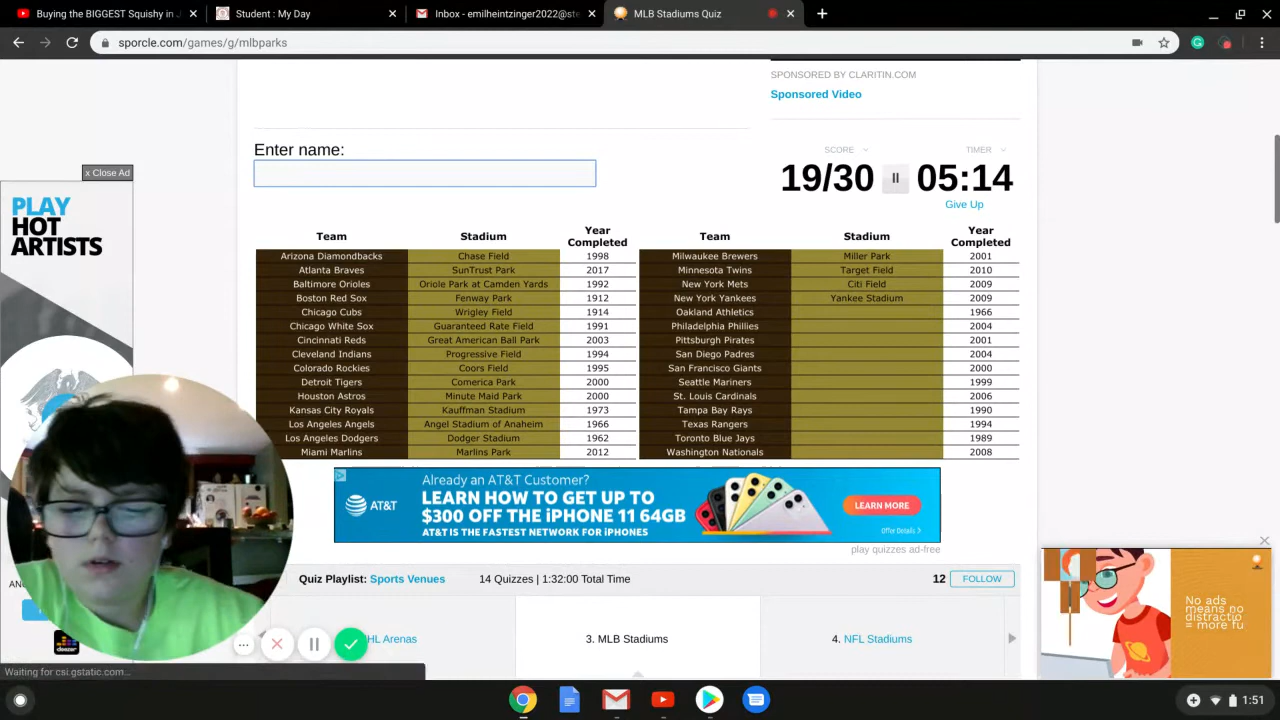 Buying the Biggest Squishy in
Student : My Day
Inbox - emilheintzinger2022@ste
MLB Stadiums Quiz
sporcle.com/games/g/mlbparks
SPONSORED BY CLARITIN.COM
Sponsored Video
x Close Ad
PLAY
HOT
ARTISTS
Enter name:
SCORE
TIMER
19/30
05:14
Give Up
Team Stadium Year Completed Team Stadium Year Completed
Arizona Diamondbacks Chase Field 1998 Milwaukee Brewers Miller Park 2001
Atlanta Braves SunTrust Park 2017 Minnesota Twins Target Field 2010
Baltimore Orioles Oriole Park at Camden Yards 1992 New York Mets Citi Field 2009
Boston Red Sox Fenway Park 1912 New York Yankees Yankee Stadium 2009
Chicago Cubs Wrigley Field 1914 Oakland Athletics 1966
Chicago White Sox Guaranteed Rate Field 1991 Philadelphia Phillies 2004
Cincinnati Reds Great American Ball Park 2003 Pittsburgh Pirates 2001
Cleveland Indians Progressive Field 1994 San Diego Padres 2004
Colorado Rockies Coors Field 1995 San Francisco Giants 2000
Detroit Tigers Comerica Park 2000 Seattle Mariners 1999
Houston Astros Minute Maid Park 2000 St. Louis Cardinals 2006
Kansas City Royals Kauffman Stadium 1973 Tampa Bay Rays 1990
Los Angeles Angels Angel Stadium of Anaheim 1966 Texas Rangers 1994
Los Angeles Dodgers Dodger Stadium 1962 Toronto Blue Jays 1989
Miami Marlins Marlins Park 2012 Washington Nationals 2008
AT&T
Already an AT&T Customer?
LEARN HOW TO GET UP TO
$300 OFF THE iPHONE 11 64GB
AT&T IS THE FASTEST NETWORK FOR iPHONES
LEARN MORE
Offer Details >
play quizzes ad-free
Quiz Playlist: Sports Venues 14 Quizzes | 1:32:00 Total Time 12 FOLLOW
HL Arenas
3. MLB Stadiums
4. NFL Stadiums
No ads
means no
distractio
= more fu
deezer
Waiting for csi.gstatic.com...
1:51